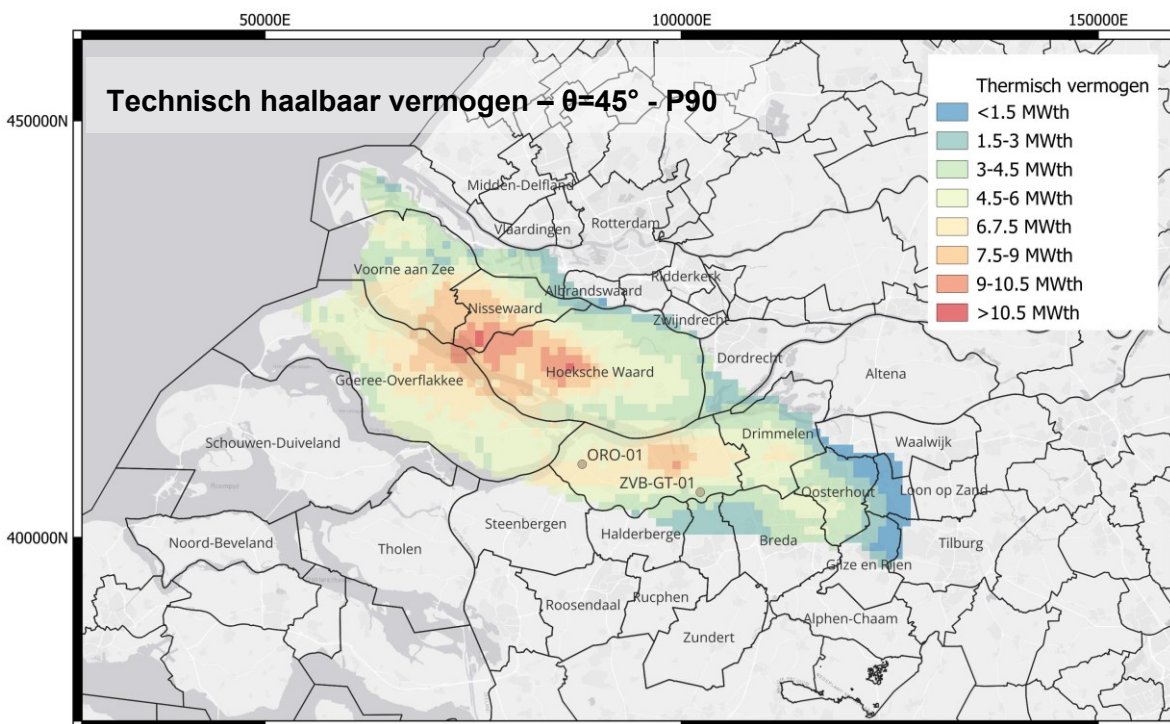 50000E
100000E
150000E
Technisch haalbaar vermogen – θ=45° - P90
450000N
400000N
Thermisch vermogen
<1.5 MWth
1.5-3 MWth
3-4.5 MWth
4.5-6 MWth
6.7.5 MWth
7.5-9 MWth
9-10.5 MWth
>10.5 MWth
Midden-Delfland
Vlaardingen
Rotterdam
Voorne aan Zee
Albrandswaard
Ridderkerk
Nissewaard
Zwijndrecht
Dordrecht
Hoeksche Waard
Goeree-Overflakkee
Altena
Schouwen-Duiveland
Drimmelen
Waalwijk
ORO-01
ZVB-GT-01
Oosterhout
Loon op Zand
Steenbergen
Halderberge
Breda
Tilburg
Noord-Beveland
Tholen
Gilze en Rijen
Roosendaal
Rucphen
Zundert
Alphen-Chaam